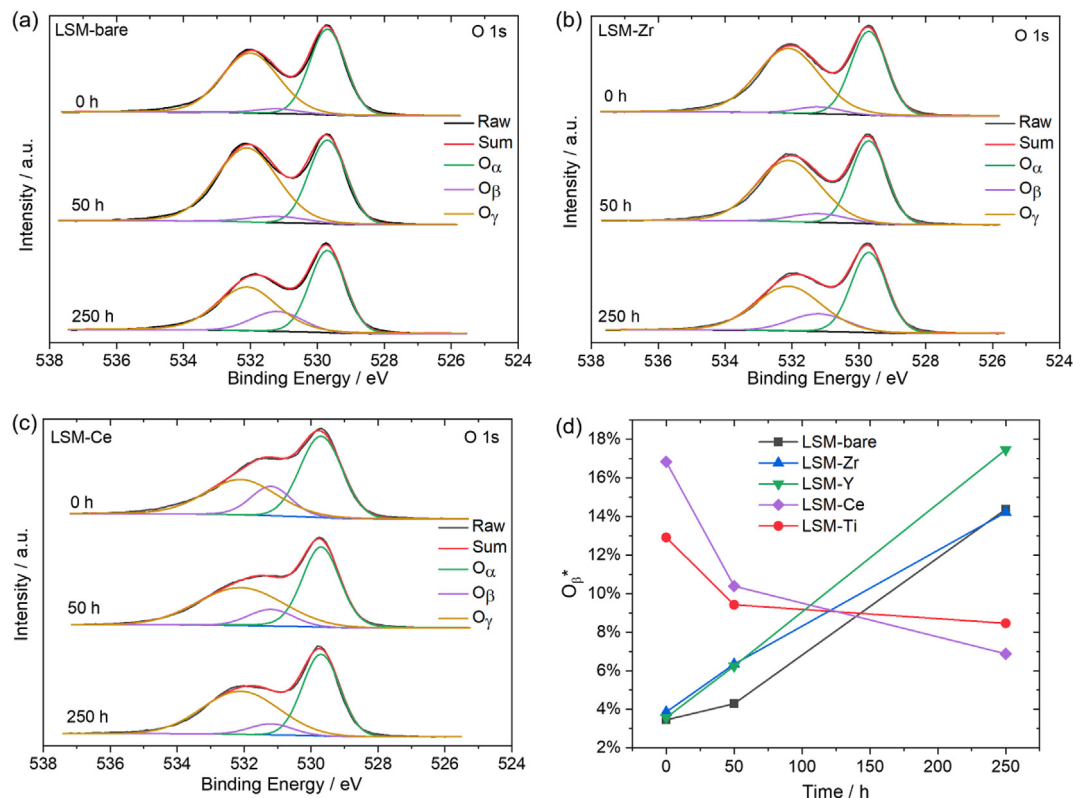 (a)
LSM-bare
O 1s
0 h
50 h
250 h
Raw
Sum
Oα
Oβ
Oγ
Intensity / a.u.
538 536 534 532 530 528 526 524
Binding Energy / eV
(b)
LSM-Zr
O 1s
0 h
50 h
250 h
Raw
Sum
Oα
Oβ
Oγ
Intensity / a.u.
538 536 534 532 530 528 526 524
Binding Energy / eV
(c)
LSM-Ce
O 1s
0 h
50 h
250 h
Raw
Sum
Oα
Oβ
Oγ
Intensity / a.u.
538 536 534 532 530 528 526 524
Binding Energy / eV
(d)
18%
16%
14%
12%
10%
8%
6%
4%
2%
Oβ*
LSM-bare
LSM-Zr
LSM-Y
LSM-Ce
LSM-Ti
0 50 100 150 200 250
Time / h